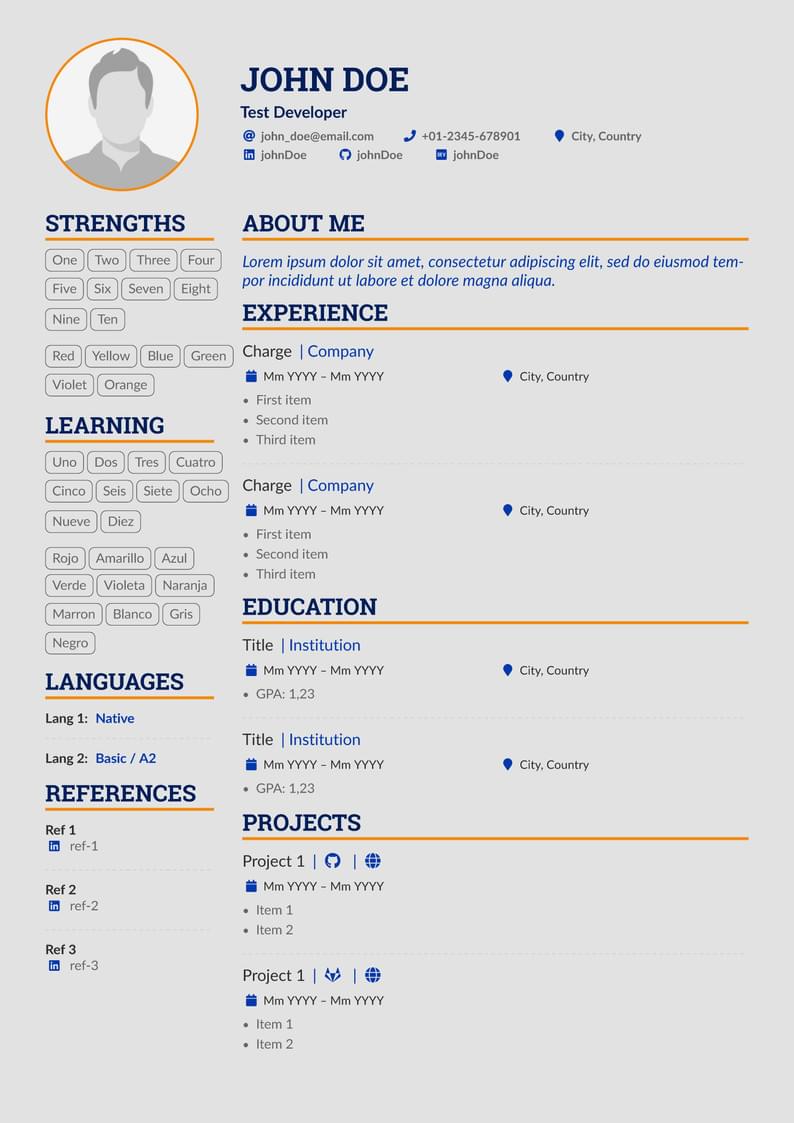 JOHN DOE
Test Developer
john_doe@email.com +01-2345-678901 City, Country
johnDoe johnDoe DEV johnDoe
STRENGTHS
One Two Three Four
Five Six Seven Eight
Nine Ten
Red Yellow Blue Green
Violet Orange
LEARNING
Uno Dos Tres Cuatro
Cinco Seis Siete Ocho
Nueve Diez
Rojo Amarillo Azul
Verde Violeta Naranja
Marron Blanco Gris
Negro
LANGUAGES
Lang 1: Native
Lang 2: Basic / A2
REFERENCES
Ref 1
ref-1
Ref 2
ref-2
Ref 3
ref-3
ABOUT ME
Lorem ipsum dolor sit amet, consectetur adipiscing elit, sed do eiusmod tem-
por incididunt ut labore et dolore magna aliqua.
EXPERIENCE
Charge | Company
Mm YYYY – Mm YYYY City, Country
• First item
• Second item
• Third item
Charge | Company
Mm YYYY – Mm YYYY City, Country
• First item
• Second item
• Third item
EDUCATION
Title | Institution
Mm YYYY – Mm YYYY City, Country
• GPA: 1,23
Title | Institution
Mm YYYY – Mm YYYY City, Country
• GPA: 1,23
PROJECTS
Project 1 | |
Mm YYYY – Mm YYYY
• Item 1
• Item 2
Project 1 | |
Mm YYYY – Mm YYYY
• Item 1
• Item 2